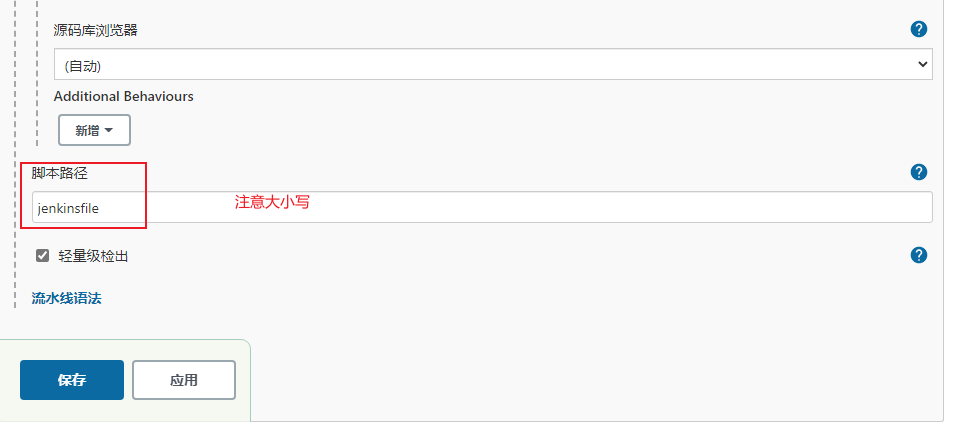 源码库浏览器
?
(自动)
Additional Behaviours
新增
脚本路径
?
jenkinsfile
注意大小写
轻量级检出
?
流水线语法
保存
应用